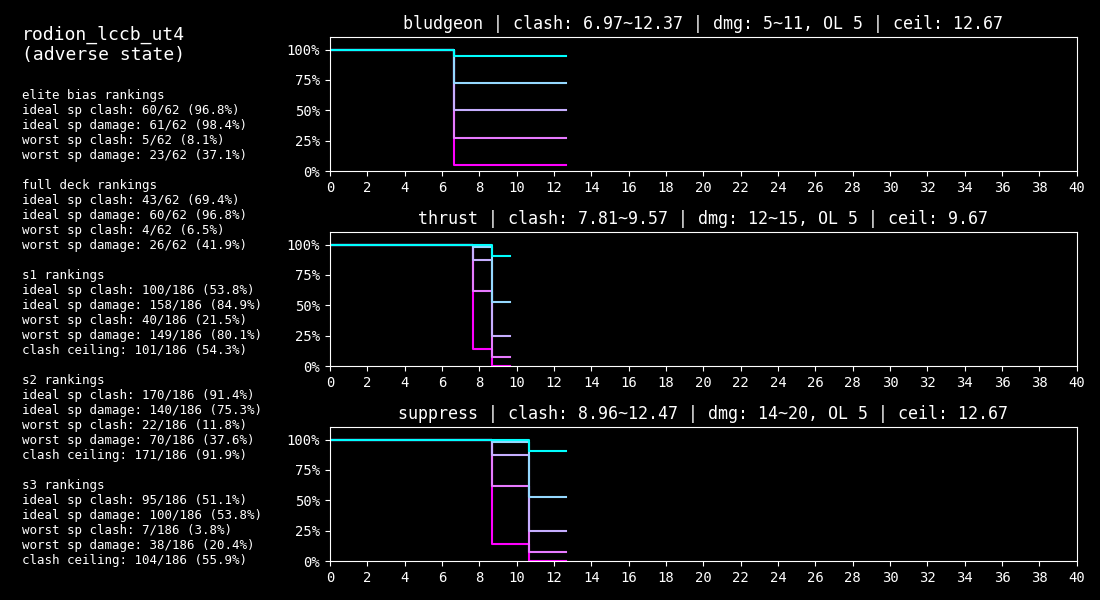 rodion_lccb_ut4
(adverse state)
elite bias rankings
ideal sp clash: 60/62 (96.8%)
ideal sp damage: 61/62 (98.4%)
worst sp clash: 5/62 (8.1%)
worst sp damage: 23/62 (37.1%)
full deck rankings
ideal sp clash: 43/62 (69.4%)
ideal sp damage: 60/62 (96.8%)
worst sp clash: 4/62 (6.5%)
worst sp damage: 26/62 (41.9%)
s1 rankings
ideal sp clash: 100/186 (53.8%)
ideal sp damage: 158/186 (84.9%)
worst sp clash: 40/186 (21.5%)
worst sp damage: 149/186 (80.1%)
clash ceiling: 101/186 (54.3%)
s2 rankings
ideal sp clash: 170/186 (91.4%)
ideal sp damage: 140/186 (75.3%)
worst sp clash: 22/186 (11.8%)
worst sp damage: 70/186 (37.6%)
clash ceiling: 171/186 (91.9%)
s3 rankings
ideal sp clash: 95/186 (51.1%)
ideal sp damage: 100/186 (53.8%)
worst sp clash: 7/186 (3.8%)
worst sp damage: 38/186 (20.4%)
clash ceiling: 104/186 (55.9%)
bludgeon | clash: 6.97~12.37 | dmg: 5~11, OL 5 | ceil: 12.67
100%
75%
50%
25%
0%
0 2 4 6 8 10 12 14 16 18 20 22 24 26 28 30 32 34 36 38 40
thrust | clash: 7.81~9.57 | dmg: 12~15, OL 5 | ceil: 9.67
100%
75%
50%
25%
0%
0 2 4 6 8 10 12 14 16 18 20 22 24 26 28 30 32 34 36 38 40
suppress | clash: 8.96~12.47 | dmg: 14~20, OL 5 | ceil: 12.67
100%
75%
50%
25%
0%
0 2 4 6 8 10 12 14 16 18 20 22 24 26 28 30 32 34 36 38 40